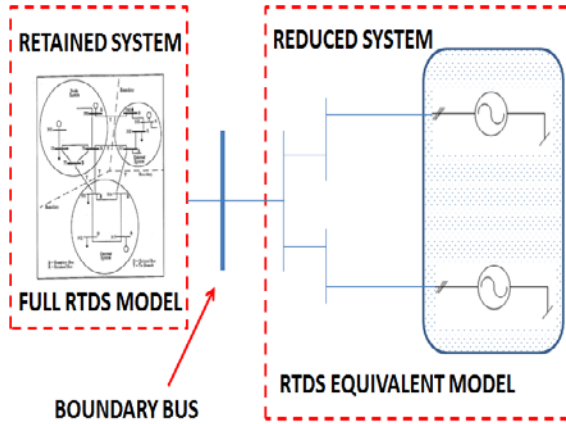 RETAINED SYSTEM
FULL RTDS MODEL
BOUNDARY BUS
REDUCED SYSTEM
RTDS EQUIVALENT MODEL